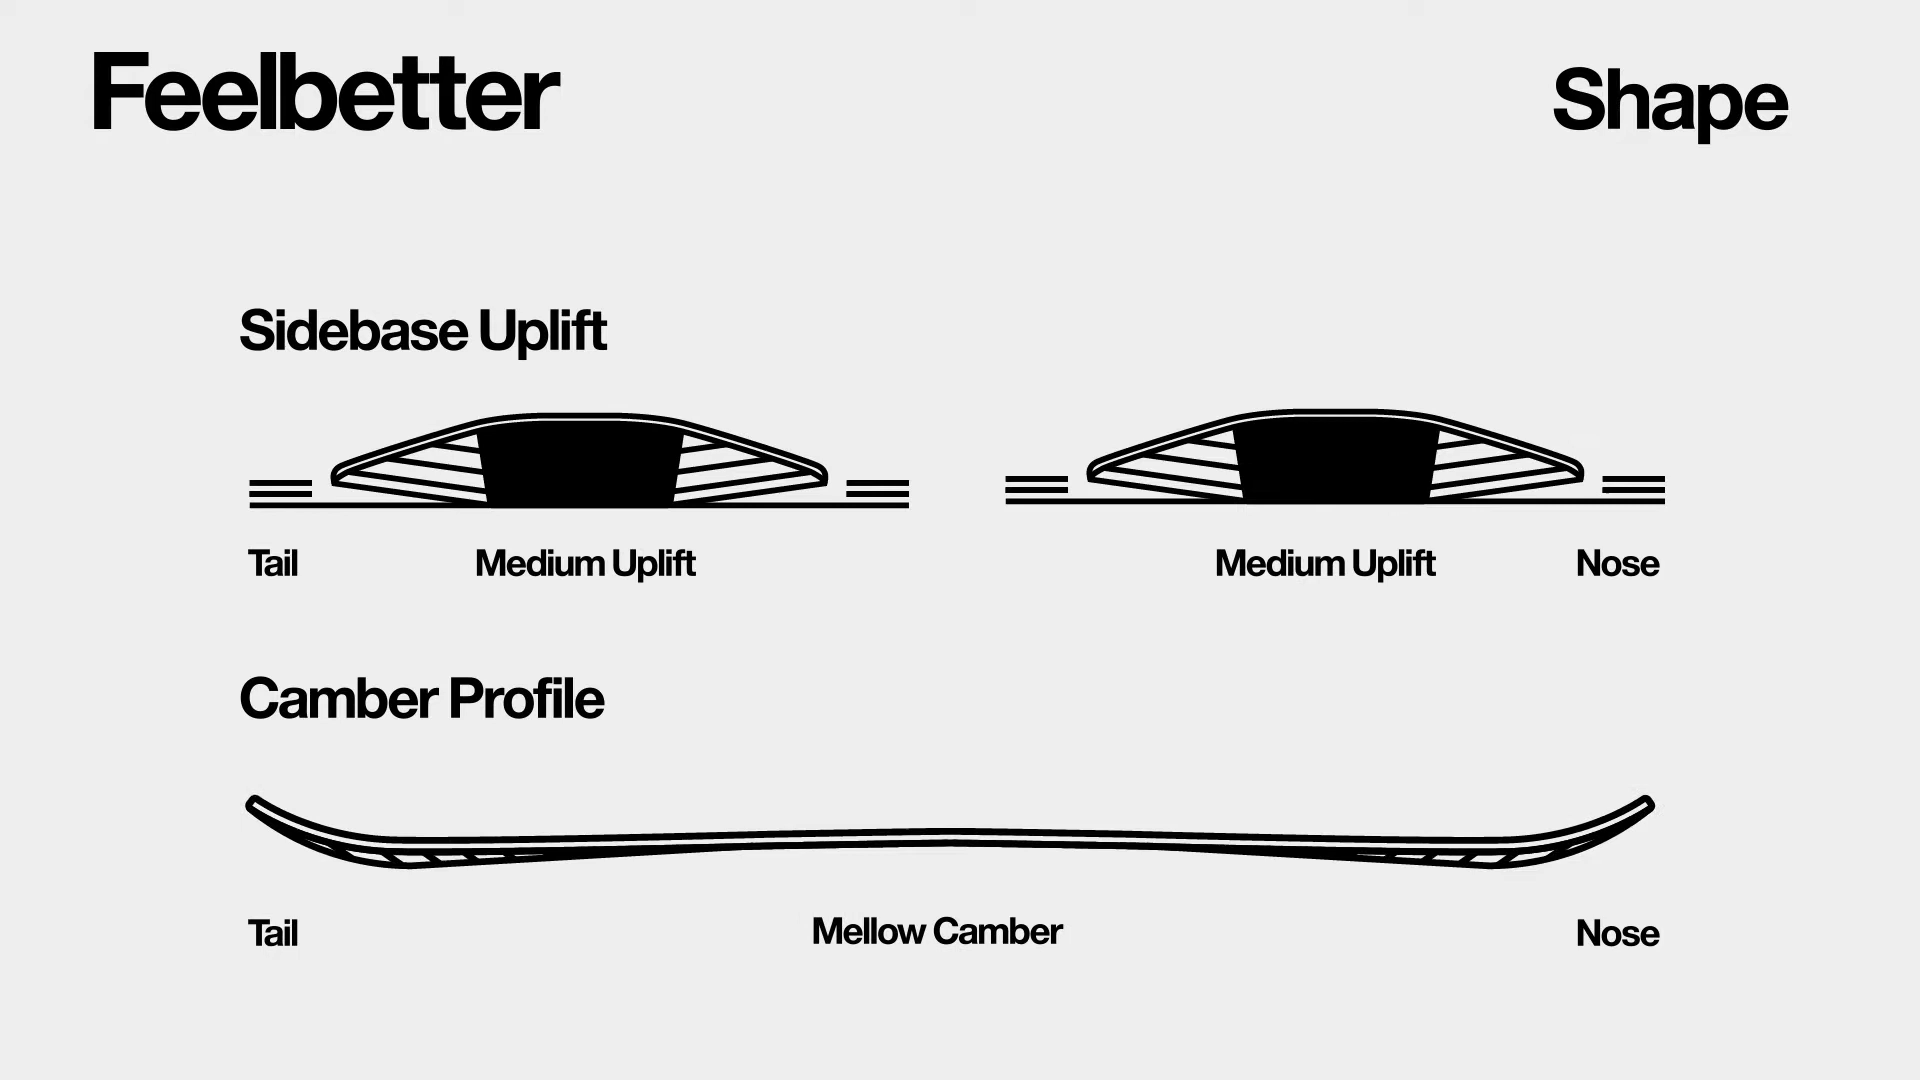 Feelbetter
Shape
Sidebase Uplift
Tail
Medium Uplift
Medium Uplift
Nose
Camber Profile
Tail
Mellow Camber
Nose